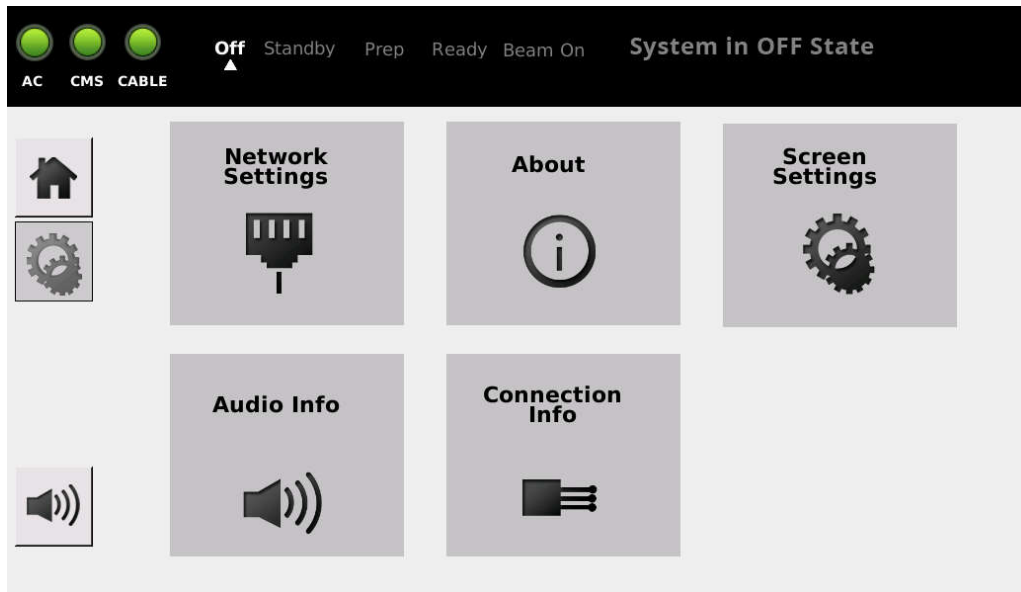 Off Standby Prep Ready Beam On System in OFF State
AC CMS CABLE
Network
Settings
About
Screen
Settings
Audio Info
Connection
Info